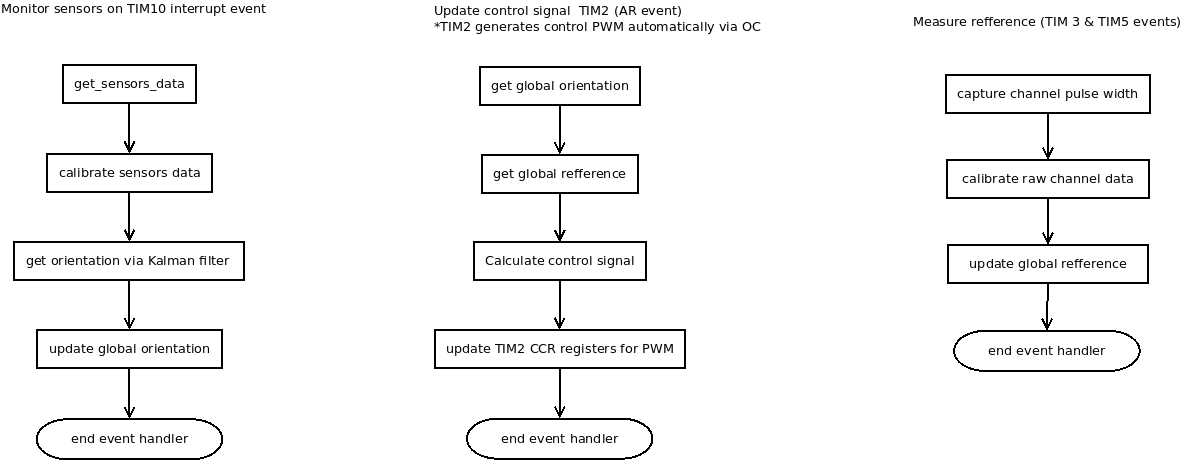 Monitor sensors on TIM10 interrupt event
get_sensors_data
calibrate sensors data
get orientation via Kalman filter
update global orientation
end event handler
Update control signal  TIM2 (AR event)
*TIM2 generates control PWM automatically via OC
get global orientation
get global refference
Calculate control signal
update TIM2 CCR registers for PWM
end event handler
Measure refference (TIM 3 & TIM5 events)
capture channel pulse width
calibrate raw channel data
update global refference
end event handler